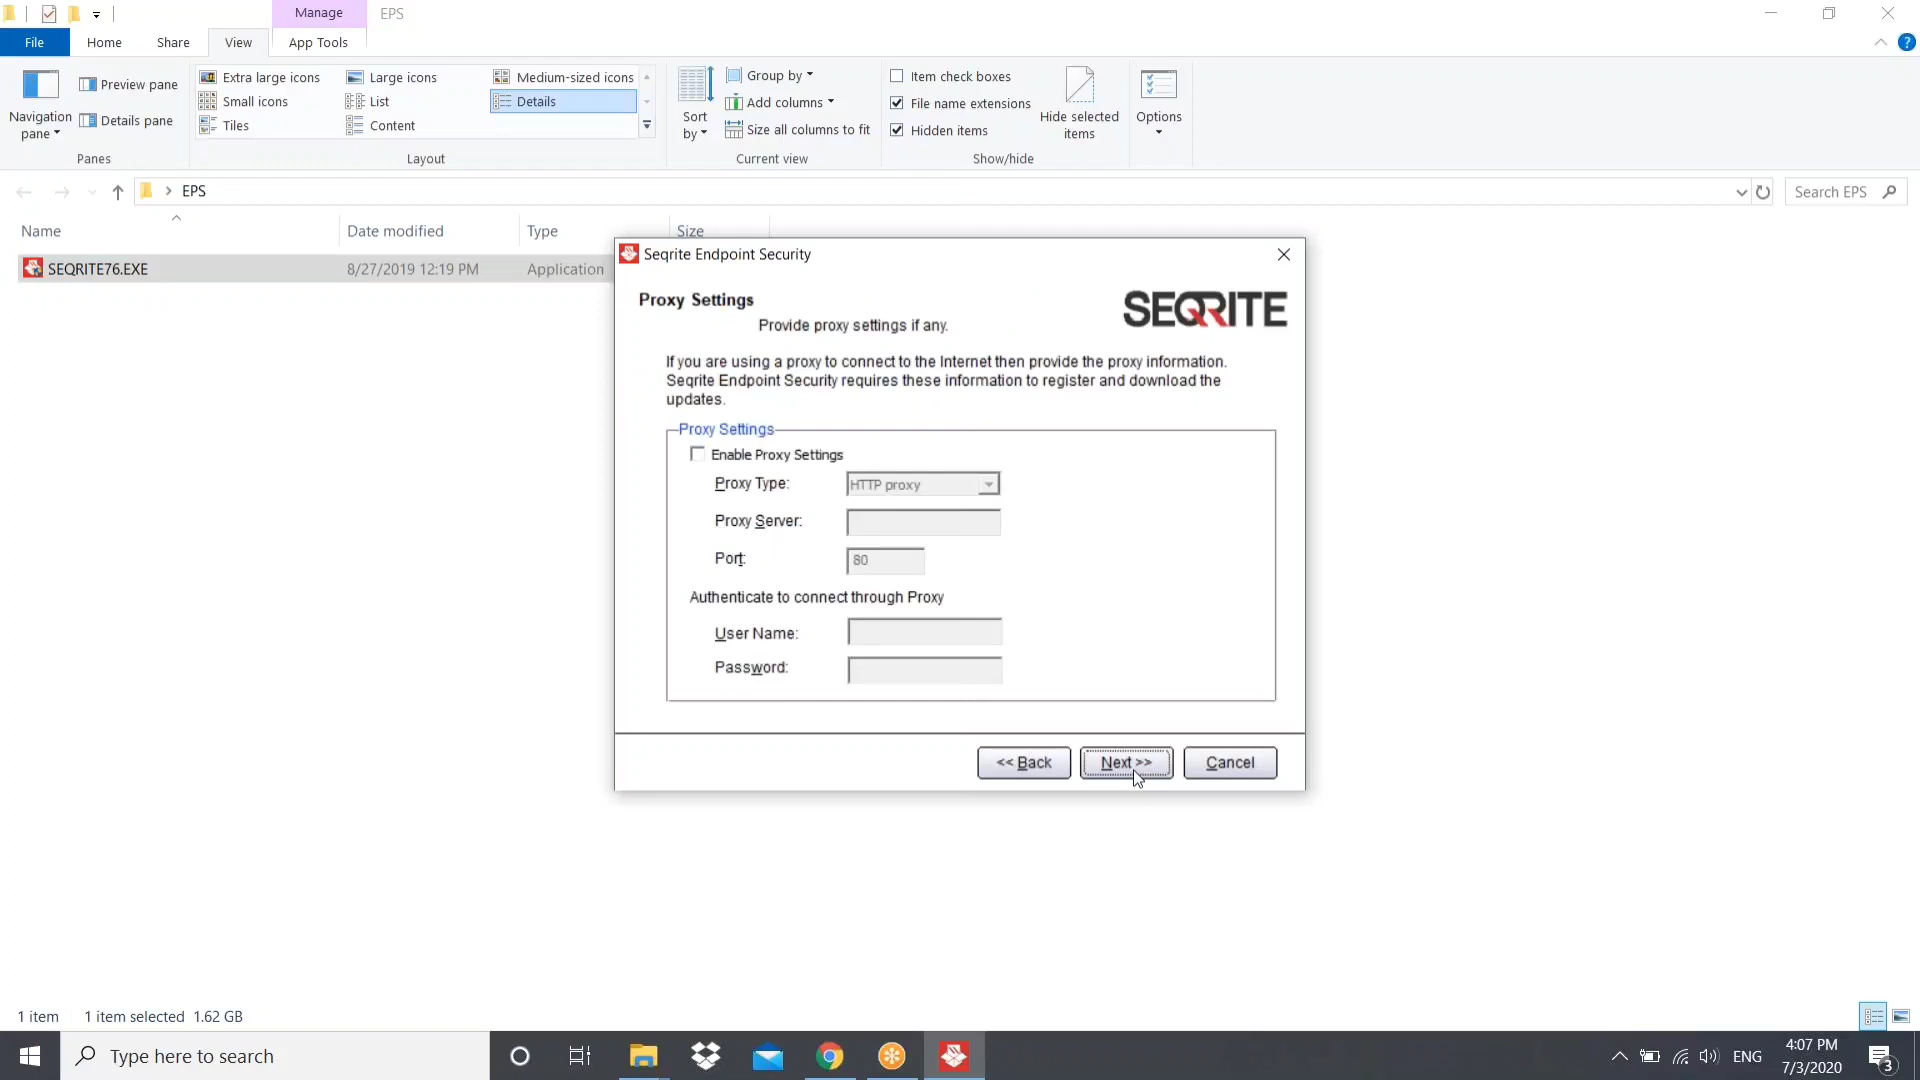 Manage
EPS
File
Home
Share
View
App Tools
Navigation pane
Preview pane
Details pane
Panes
Extra large icons
Large icons
Medium-sized icons
Small icons
List
Details
Tiles
Content
Layout
Sort by
Group by
Add columns
Size all columns to fit
Current view
Item check boxes
File name extensions
Hidden items
Hide selected items
Show/hide
Options
EPS
Search EPS
Name
Date modified
Type
Size
SEQRITE76.EXE
8/27/2019 12:19 PM
Application
Seqrite Endpoint Security
Proxy Settings
SEQRITE
Provide proxy settings if any.
If you are using a proxy to connect to the Internet then provide the proxy information.
Seqrite Endpoint Security requires these information to register and download the
updates.
Proxy Settings
Enable Proxy Settings
Proxy Type:
HTTP proxy
Proxy Server:
Port:
80
Authenticate to connect through Proxy
User Name:
Password:
<< Back
Next >>
Cancel
1 item
1 item selected 1.62 GB
Type here to search
ENG
4:07 PM
7/3/2020
3